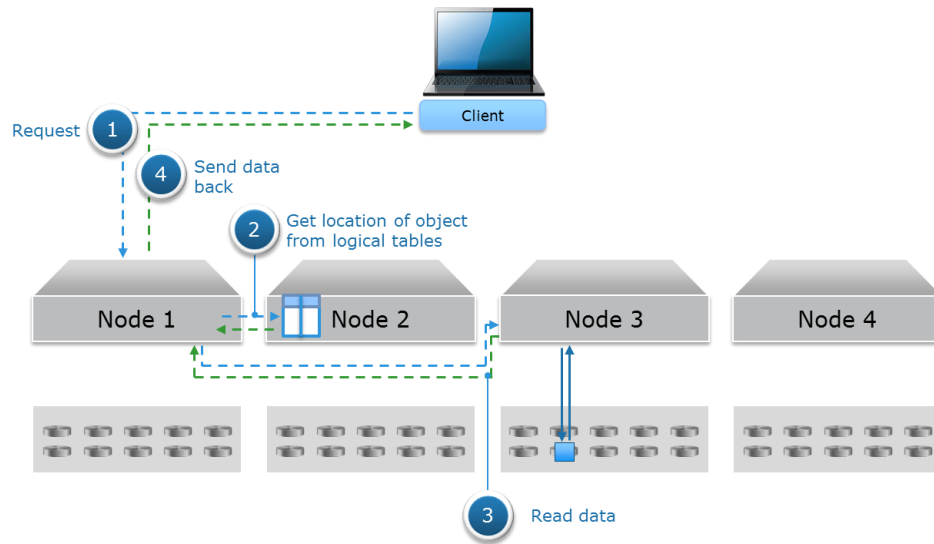 Client
Request
1
4
Send data
back
2
Get location of object
from logical tables
Node 1
Node 2
Node 3
Node 4
3
Read data